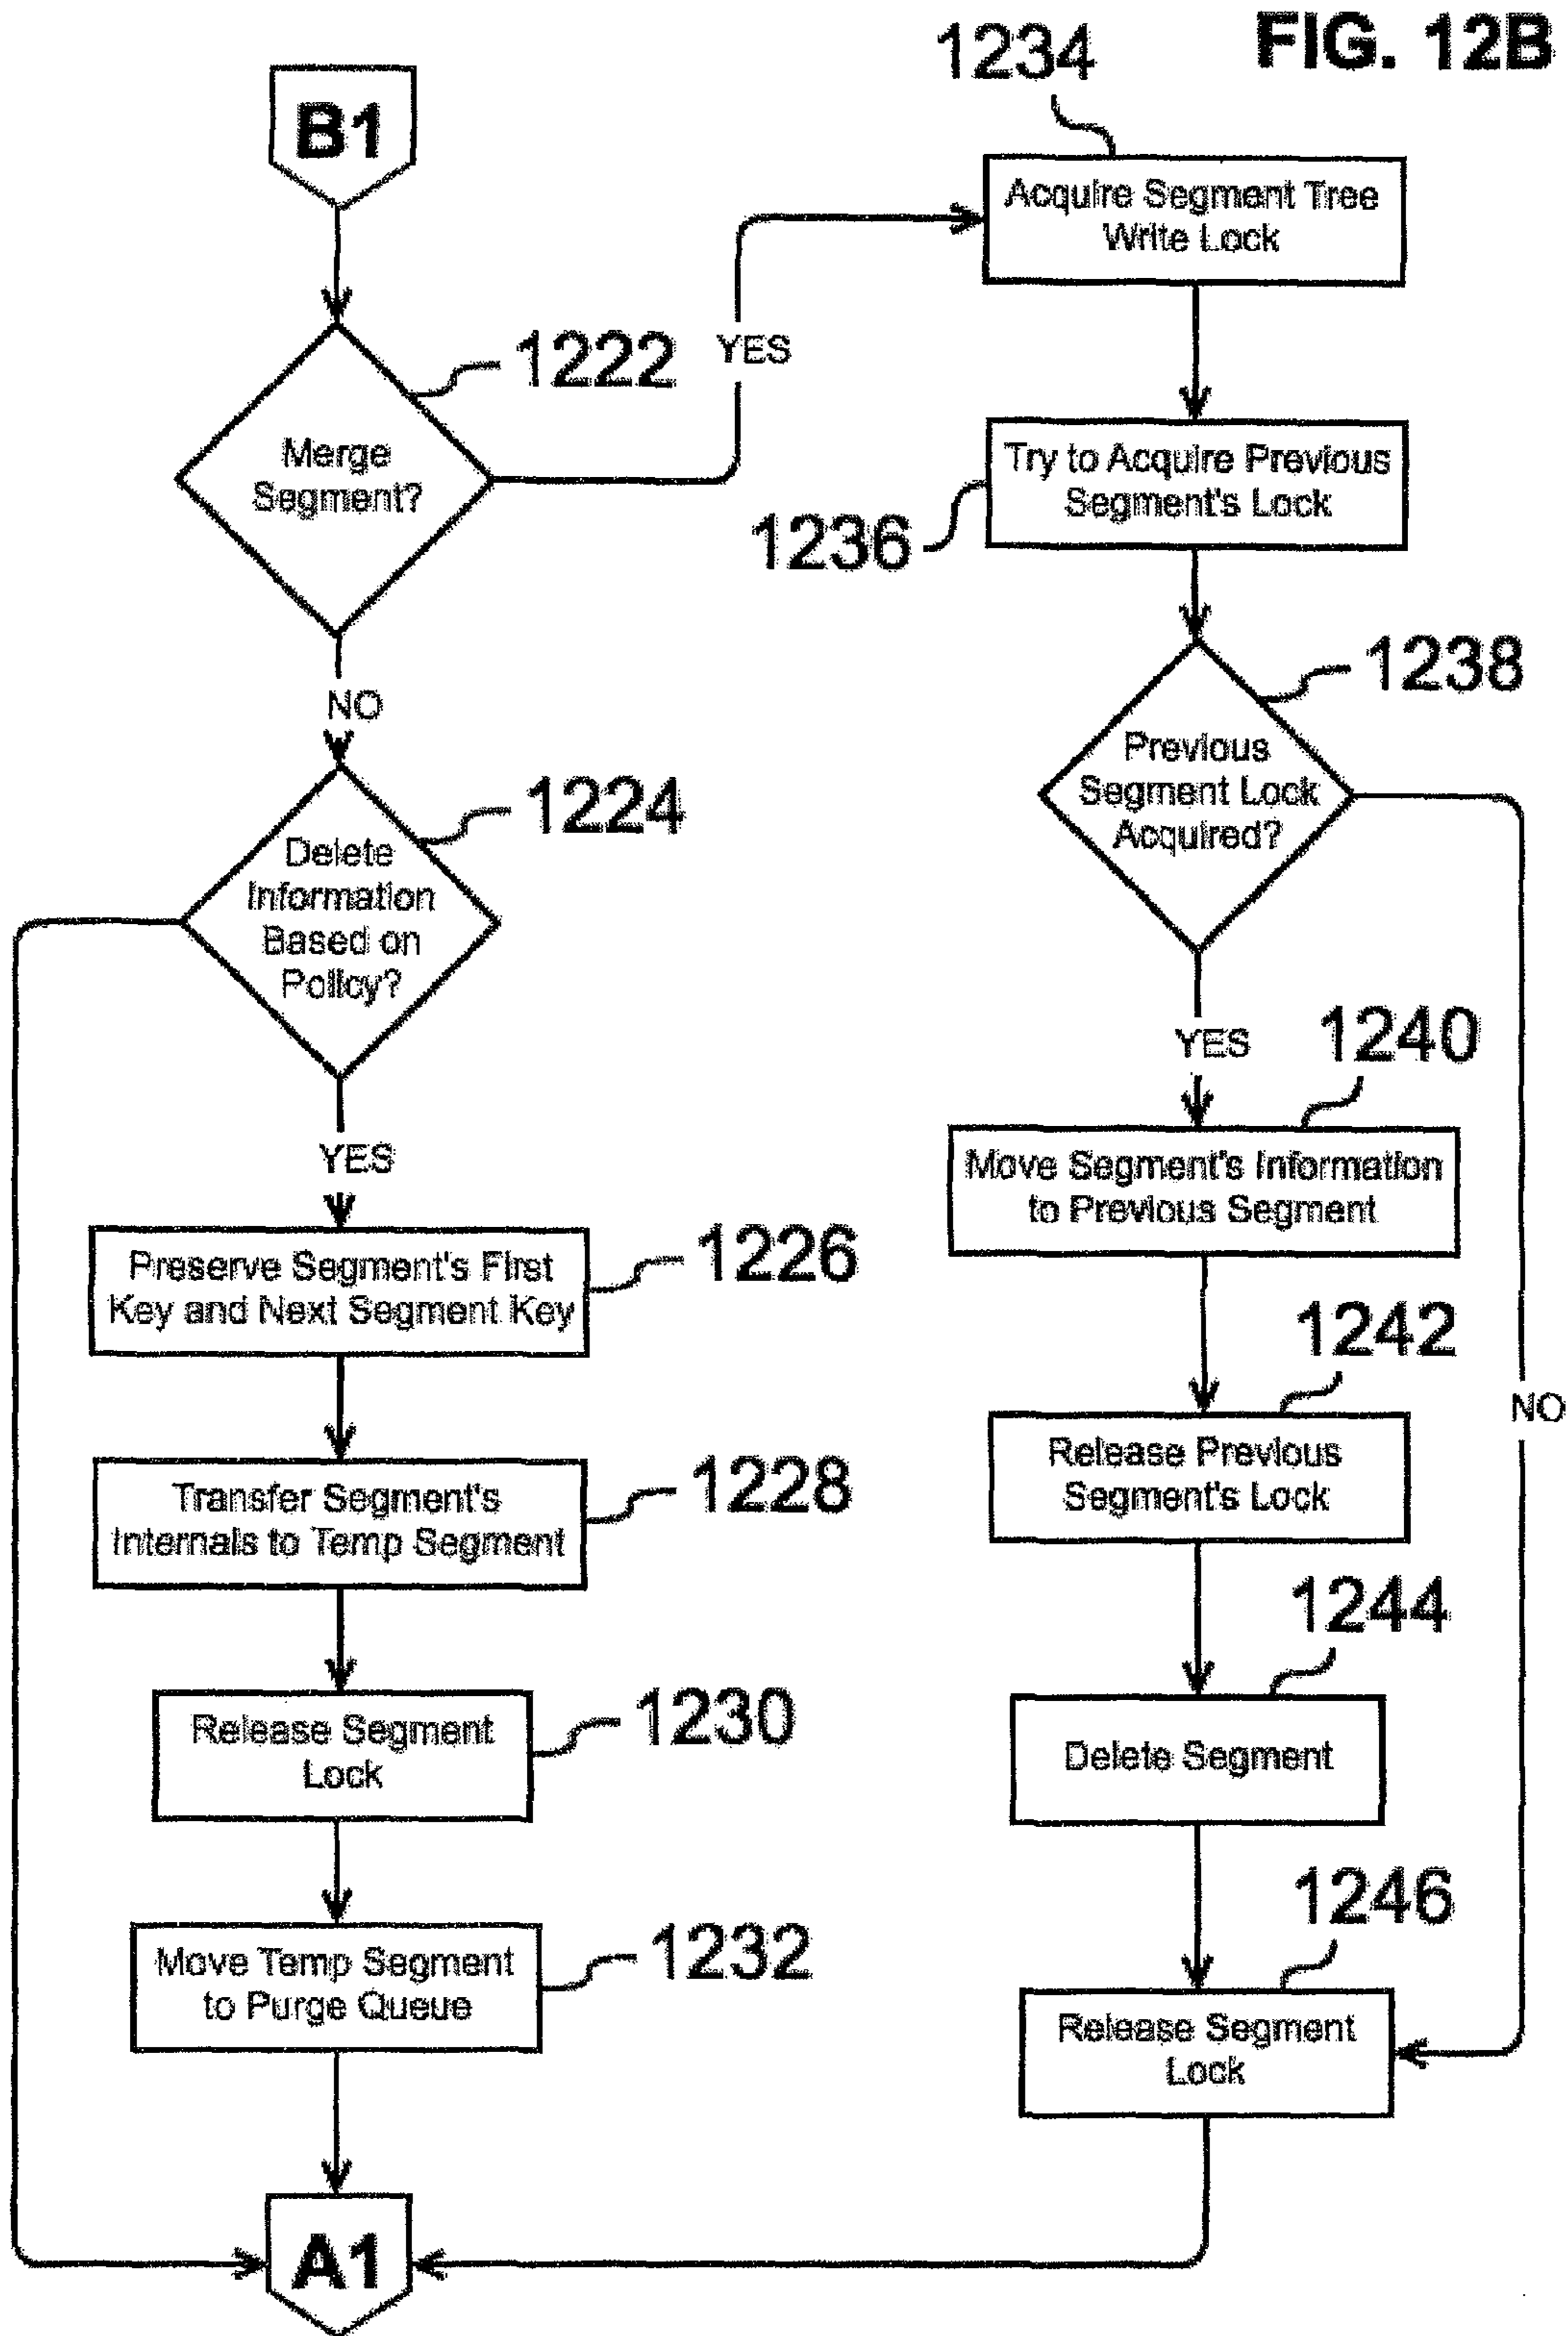 FIG. 12B
B1
1222
Merge
Segment?
YES
NO
1224
Delete
Information
Based on
Policy?
YES
Preserve Segment's First
Key and Next Segment Key
1226
Transfer Segment's
Internals to Temp Segment
1228
Release Segment
Lock
1230
Move Temp Segment
to Purge Queue
1232
A1
1234
Acquire Segment Tree
Write Lock
Try to Acquire Previous
Segment's Lock
1236
1238
Previous
Segment Lock
Acquired?
YES
NO
1240
Move Segment's Information
to Previous Segment
1242
Release Previous
Segment's Lock
1244
Delete Segment
1246
Release Segment
Lock